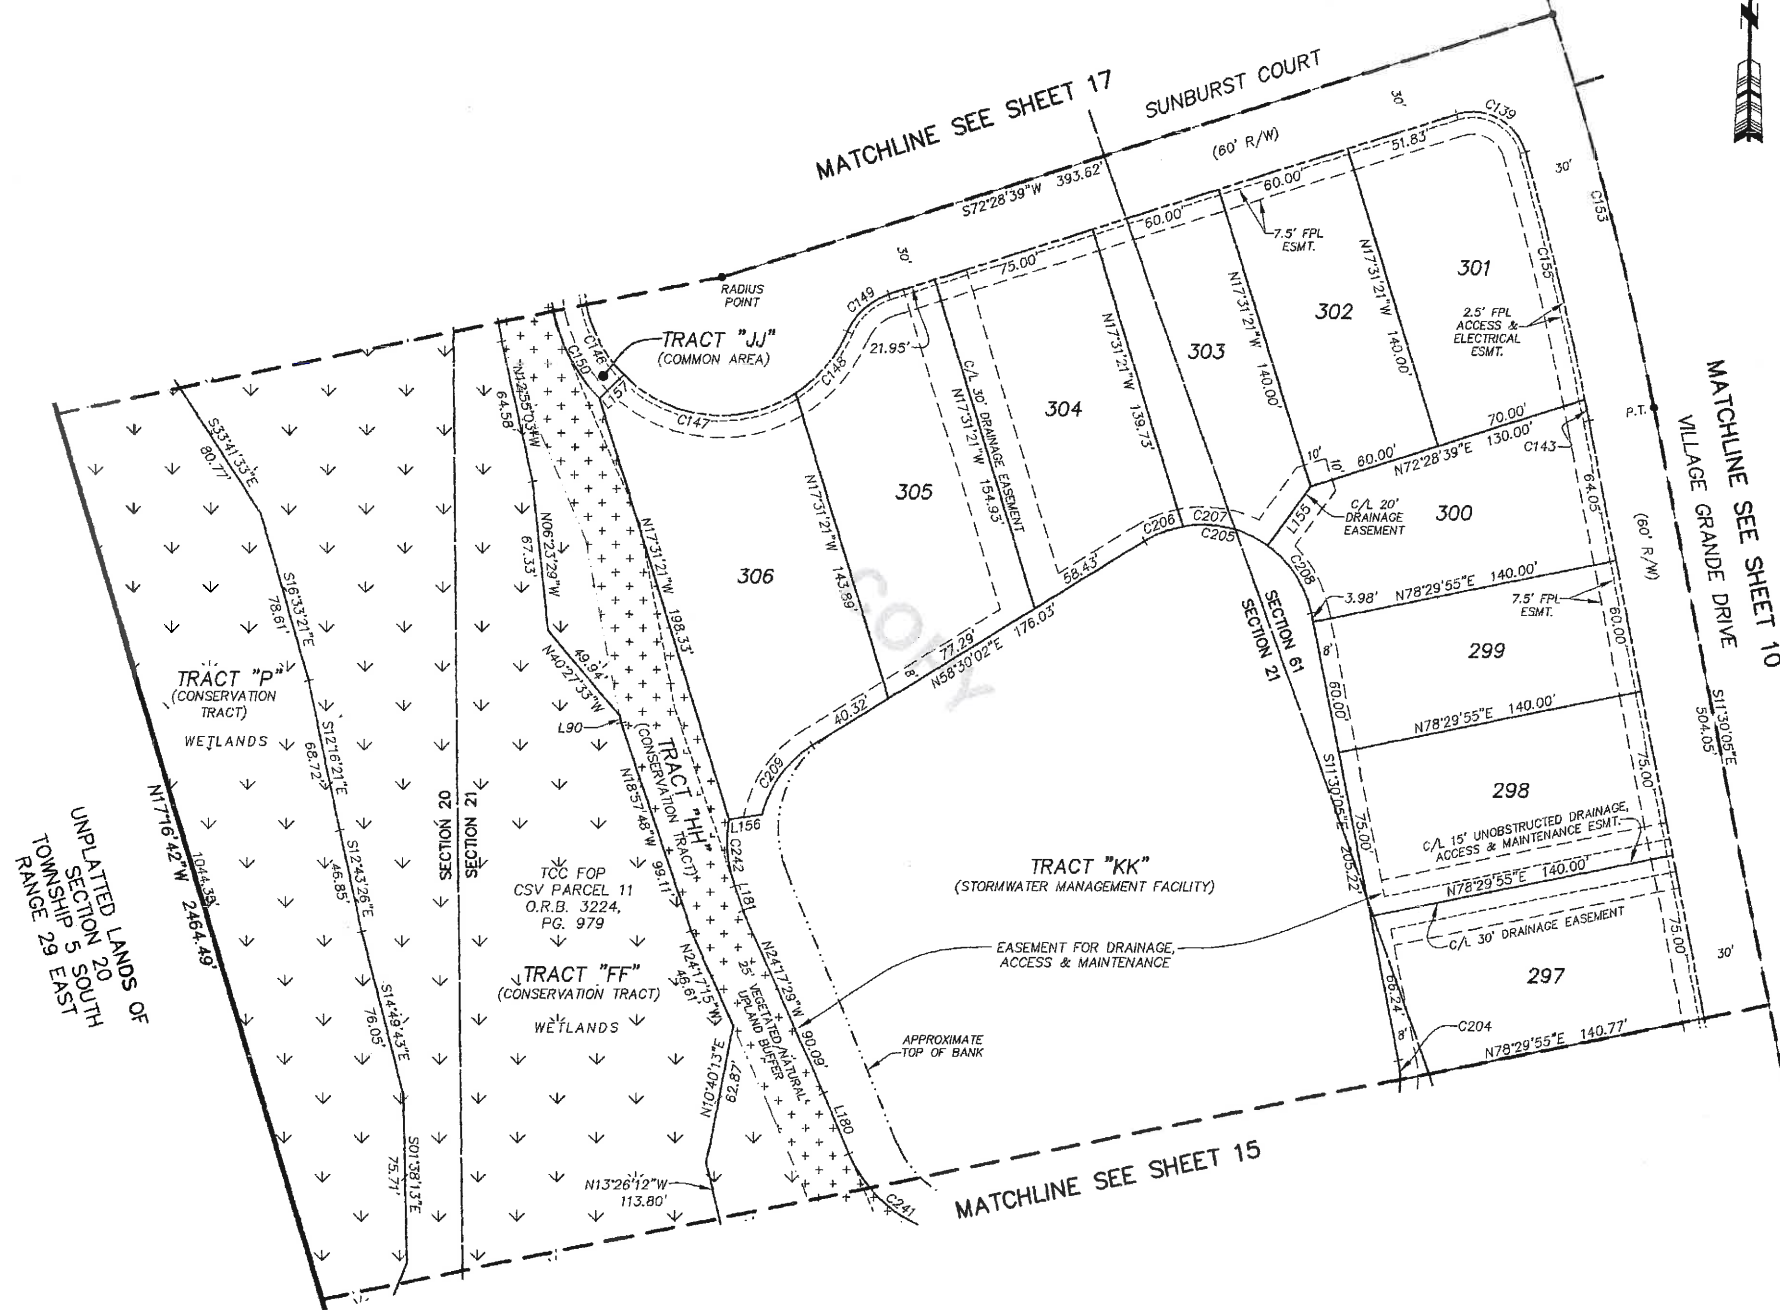 MATCHLINE SEE SHEET 17
SUNBURST COURT
(60' R/W)
S72°28'39"W 393.62'
30'
30'
30'
C139
C153
C155
51.83'
60.00'
60.00'
75.00'
21.95'
7.5' FPL
ESMT.
RADIUS
POINT
TRACT "JJ"
(COMMON AREA)
C149
C148
C147
C146
C150
L157
301
302
303
304
305
306
N17°31'21"W 140.00'
N17°31'21"W 140.00'
N17°31'21"W 139.73'
C/L 30' DRAINAGE EASEMENT
N17°31'21"W 154.93'
N17°31'21"W 143.89'
N17°31'21"W 198.33'
2.5' FPL
ACCESS &
ELECTRICAL
ESMT.
P.T.
MATCHLINE SEE SHEET 10
VILLAGE GRANDE DRIVE
(60' R/W)
S11°30'05"E
504.05'
70.00'
60.00'
N72°28'39"E 130.00'
C143
10'
10'
L155
C/L 20'
DRAINAGE
EASEMENT
300
64.05'
C206
C207
C205
C208
58.43'
77.29'
8'
N58°30'02"E 176.03'
40.32'
C209
L156
C242
L181
3.98'
N78°29'55"E 140.00'
7.5' FPL
ESMT.
60.00'
299
8'
60.00'
N78°29'55"E 140.00'
SECTION 61
SECTION 21
S11°30'05"E 205.22'
298
75.00'
75.00'
C/L 15' UNOBSTRUCTED DRAINAGE,
ACCESS & MAINTENANCE ESMT.
N78°29'55"E 140.00'
C/L 30' DRAINAGE EASEMENT
75.00'
30'
297
66.24'
8'
C204
N78°29'55"E 140.77'
COPY
TRACT "KK"
(STORMWATER MANAGEMENT FACILITY)
EASEMENT FOR DRAINAGE,
ACCESS & MAINTENANCE
APPROXIMATE
TOP OF BANK
MATCHLINE SEE SHEET 15
N24°17'29"W 90.09'
L180
C241
25' VEGETATED/NATURAL
UPLAND BUFFER
TRACT "HH"
(CONSERVATION TRACT)
N12°55'03"W
64.58'
N06°23'29"W
67.33'
N40°27'33"W
49.94'
L90
N18°57'48"W 99.11'
N24°17'15"W
N10°40'13"E
62.87'
N13°26'12"W
113.80'
TCC FOP
CSV PARCEL 11
O.R.B. 3224,
PG. 979
TRACT "FF"
(CONSERVATION TRACT)
WETLANDS
SECTION 20
SECTION 21
S33°41'33"E
80.77'
S16°33'21"E
78.61'
S12°16'21"E
68.72'
S12°43'26"E
46.85'
S14°49'43"E
76.05'
S01°38'13"E
75.71'
TRACT "P"
(CONSERVATION
TRACT)
WETLANDS
N17°16'42"W 2464.49'
1044.39'
UNPLATTED LANDS OF
SECTION 20
TOWNSHIP 5 SOUTH
RANGE 29 EAST